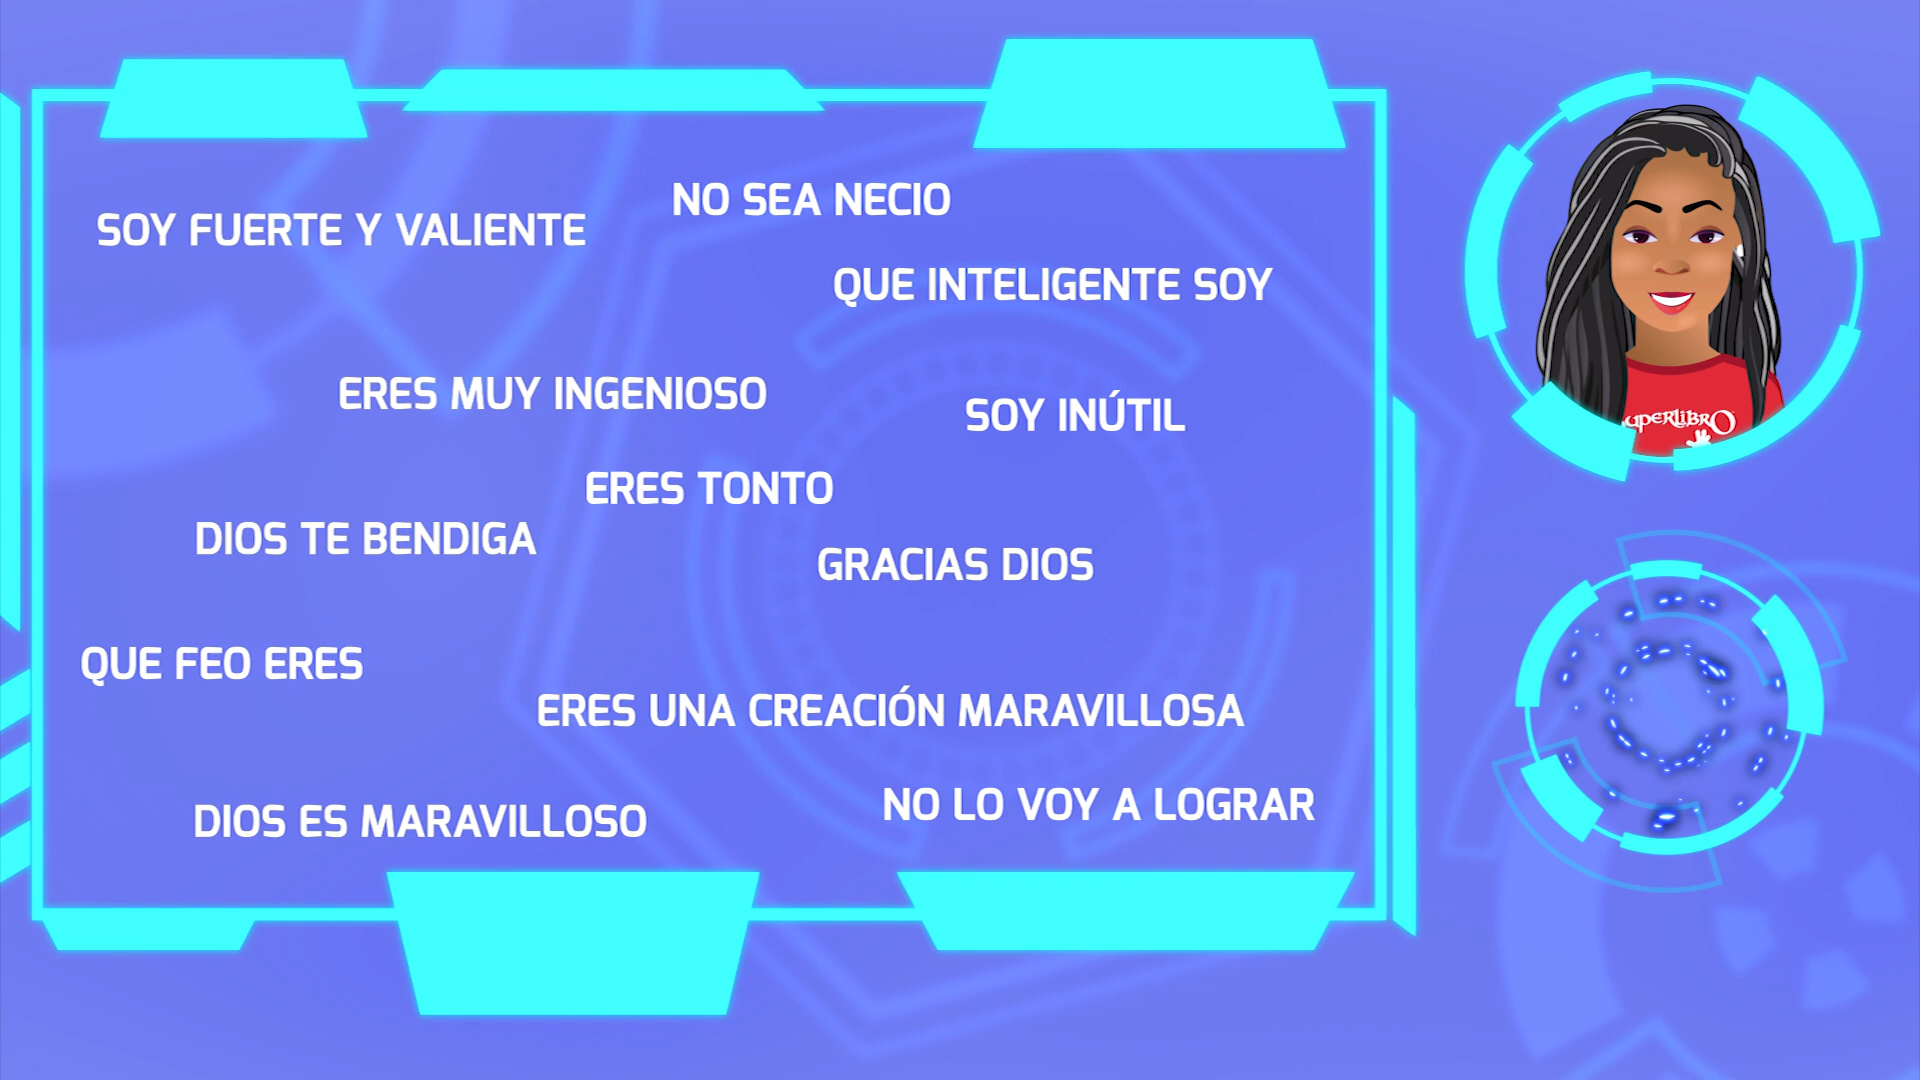 NO SEA NECIO
SOY FUERTE Y VALIENTE
QUE INTELIGENTE SOY
ERES MUY INGENIOSO
SOY INÚTIL
ERES TONTO
DIOS TE BENDIGA
GRACIAS DIOS
QUE FEO ERES
ERES UNA CREACIÓN MARAVILLOSA
NO LO VOY A LOGRAR
DIOS ES MARAVILLOSO
UPERLIBRO